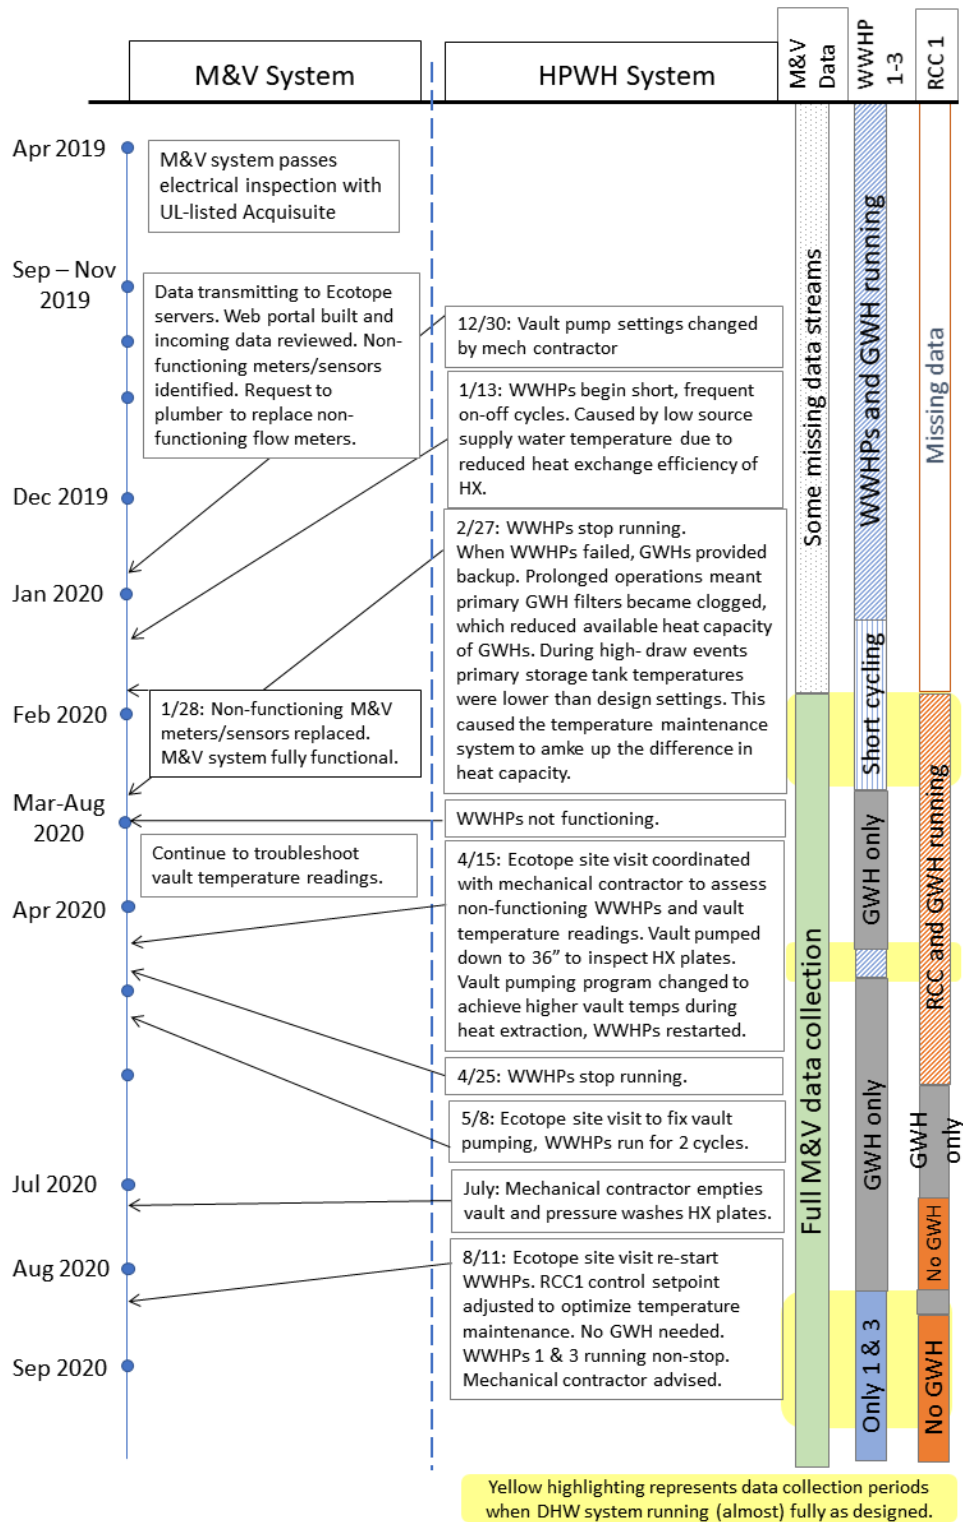 M&V System
HPWH System
M&V
Data
WWHP
1-3
RCC 1
Apr 2019
M&V system passes
electrical inspection with
UL-listed Acquisuite
Sep – Nov
2019
Data transmitting to Ecotope
servers. Web portal built and
incoming data reviewed. Non-
functioning meters/sensors
identified. Request to
plumber to replace non-
functioning flow meters.
12/30: Vault pump settings changed
by mech contractor
1/13: WWHPs begin short, frequent
on-off cycles. Caused by low source
supply water temperature due to
reduced heat exchange efficiency of
HX.
Dec 2019
2/27: WWHPs stop running.
When WWHPs failed, GWHs provided
backup. Prolonged operations meant
primary GWH filters became clogged,
which reduced available heat capacity
of GWHs. During high- draw events
primary storage tank temperatures
were lower than design settings. This
caused the temperature maintenance
system to amke up the difference in
heat capacity.
Jan 2020
Feb 2020
1/28: Non-functioning M&V
meters/sensors replaced.
M&V system fully functional.
Mar-Aug
2020
WWHPs not functioning.
Continue to troubleshoot
vault temperature readings.
4/15: Ecotope site visit coordinated
with mechanical contractor to assess
non-functioning WWHPs and vault
temperature readings. Vault pumped
down to 36” to inspect HX plates.
Vault pumping program changed to
achieve higher vault temps during
heat extraction, WWHPs restarted.
Apr 2020
4/25: WWHPs stop running.
5/8: Ecotope site visit to fix vault
pumping, WWHPs run for 2 cycles.
Jul 2020
July: Mechanical contractor empties
vault and pressure washes HX plates.
Aug 2020
8/11: Ecotope site visit re-start
WWHPs. RCC1 control setpoint
adjusted to optimize temperature
maintenance. No GWH needed.
WWHPs 1 & 3 running non-stop.
Mechanical contractor advised.
Sep 2020
Some missing data streams
Full M&V data collection
WWHPs and GWH running
Short cycling
GWH only
GWH only
Only 1 & 3
Missing data
RCC and GWH running
GWH
only
No GWH
No GWH
Yellow highlighting represents data collection periods
when DHW system running (almost) fully as designed.